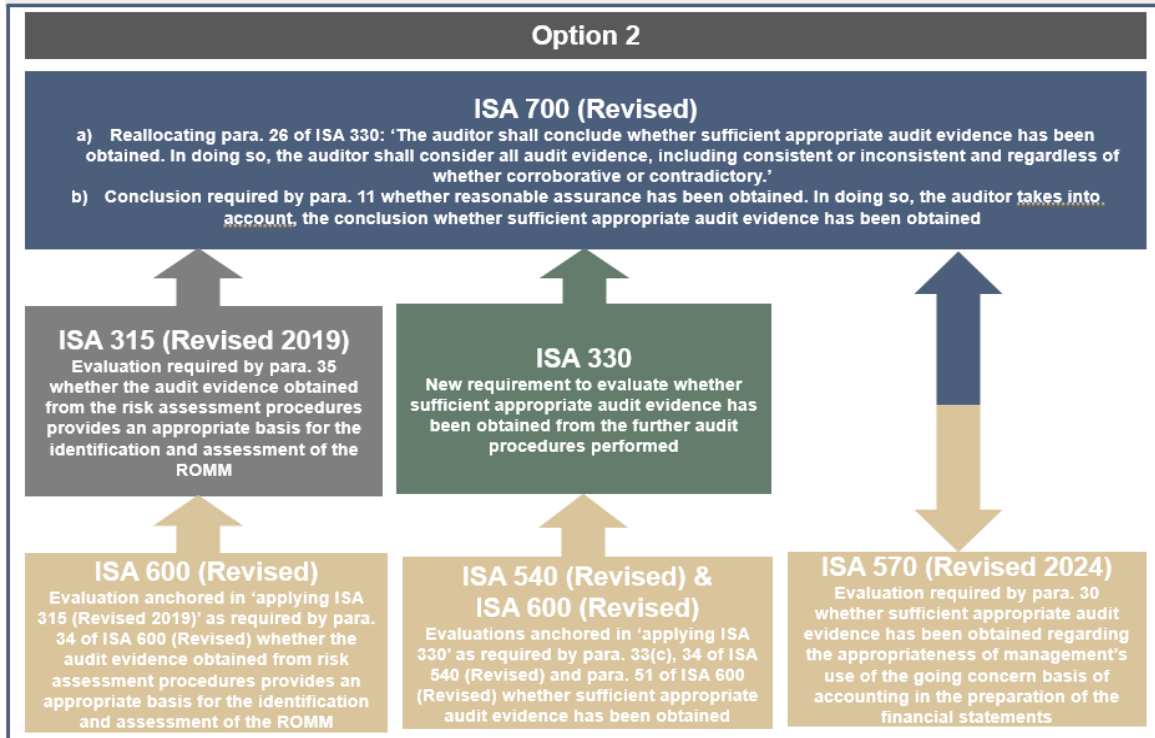 Option 2
ISA 700 (Revised)
a) Reallocating para. 26 of ISA 330: ‘The auditor shall conclude whether sufficient appropriate audit evidence has been
obtained. In doing so, the auditor shall consider all audit evidence, including consistent or inconsistent and regardless of
whether corroborative or contradictory.’
b) Conclusion required by para. 11 whether reasonable assurance has been obtained. In doing so, the auditor takes into
account, the conclusion whether sufficient appropriate audit evidence has been obtained
ISA 315 (Revised 2019)
Evaluation required by para. 35
whether the audit evidence obtained
from the risk assessment procedures
provides an appropriate basis for the
identification and assessment of the
ROMM
ISA 330
New requirement to evaluate whether
sufficient appropriate audit evidence has
been obtained from the further audit
procedures performed
ISA 600 (Revised)
Evaluation anchored in ‘applying ISA
315 (Revised 2019)’ as required by para.
34 of ISA 600 (Revised) whether the
audit evidence obtained from risk
assessment procedures provides an
appropriate basis for the identification
and assessment of the ROMM
ISA 540 (Revised) &
ISA 600 (Revised)
Evaluations anchored in ‘applying ISA
330’ as required by para. 33(c), 34 of ISA
540 (Revised) and para. 51 of ISA 600
(Revised) whether sufficient appropriate
audit evidence has been obtained
ISA 570 (Revised 2024)
Evaluation required by para. 30
whether sufficient appropriate audit
evidence has been obtained regarding
the appropriateness of management’s
use of the going concern basis of
accounting in the preparation of the
financial statements